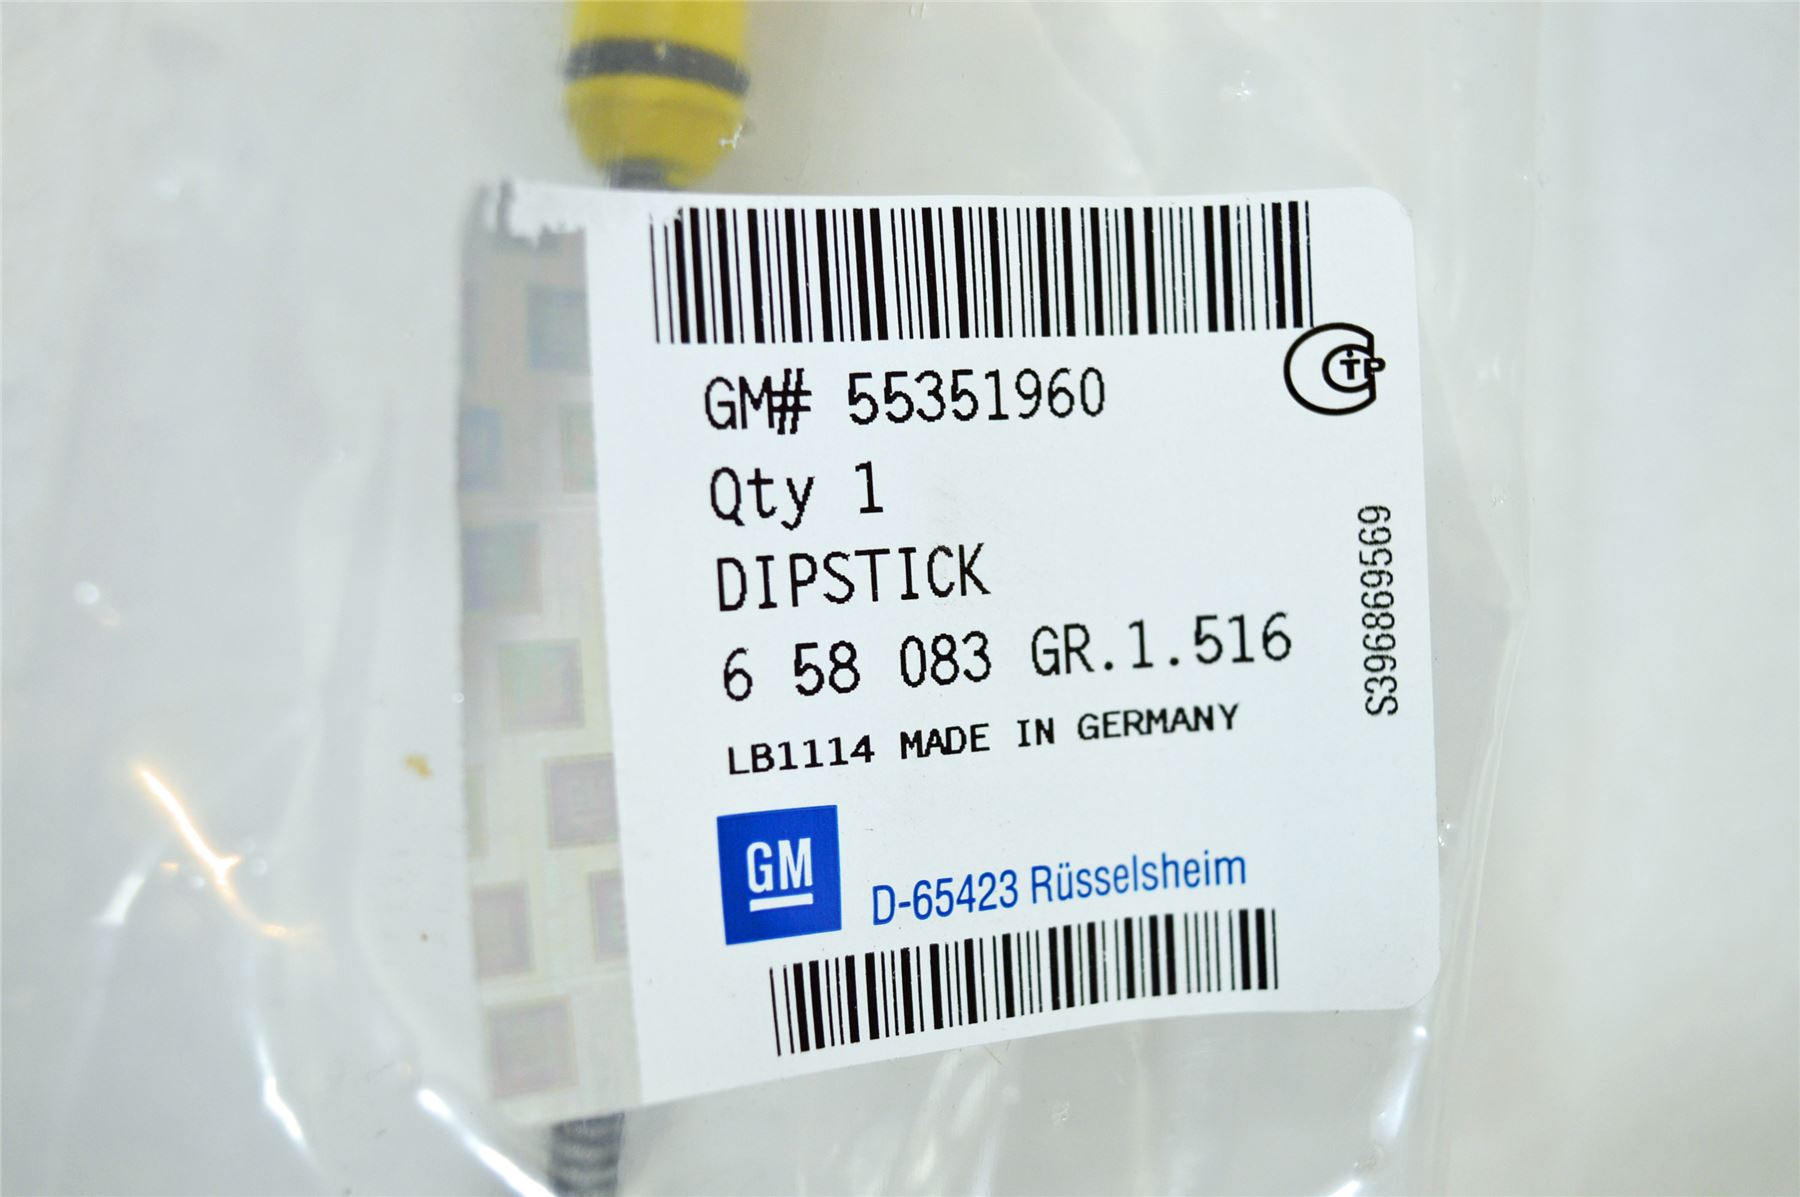 GM# 55351960
Qty 1
DIPSTICK
6 58 083 GR.1.516
LB1114 MADE IN GERMANY
GM
D-65423 Rüsselsheim
S396869569